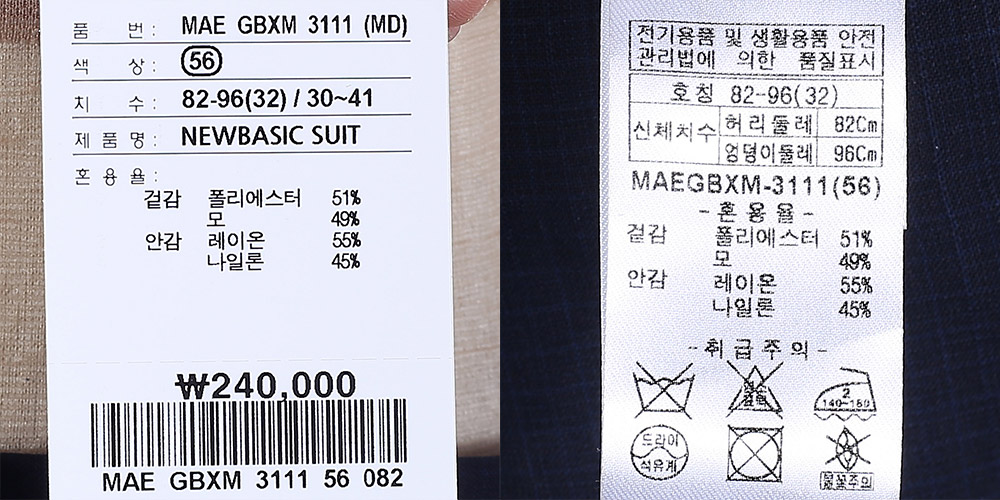 품 번 : MAE GBXM 3111 (MD)
색 상 : 56
치 수 : 82-96(32) / 30~41
제 품 명 : NEWBASIC SUIT
혼 용 율 :
겉감 폴리에스터 51%
모 49%
안감 레이온 55%
나일론 45%
₩240,000
MAE GBXM 3111 56 082
전기용품 및 생활용품 안전
관리법에 의한 품질표시
호칭 82-96(32)
신체치수 허리둘레 82Cm
엉덩이둘레 96Cm
MAEGBXM-3111(56)
-혼용율-
겉감 폴리에스터 51%
모 49%
안감 레이온 55%
나일론 45%
-취급주의-
2
140~150
드라이
석유계